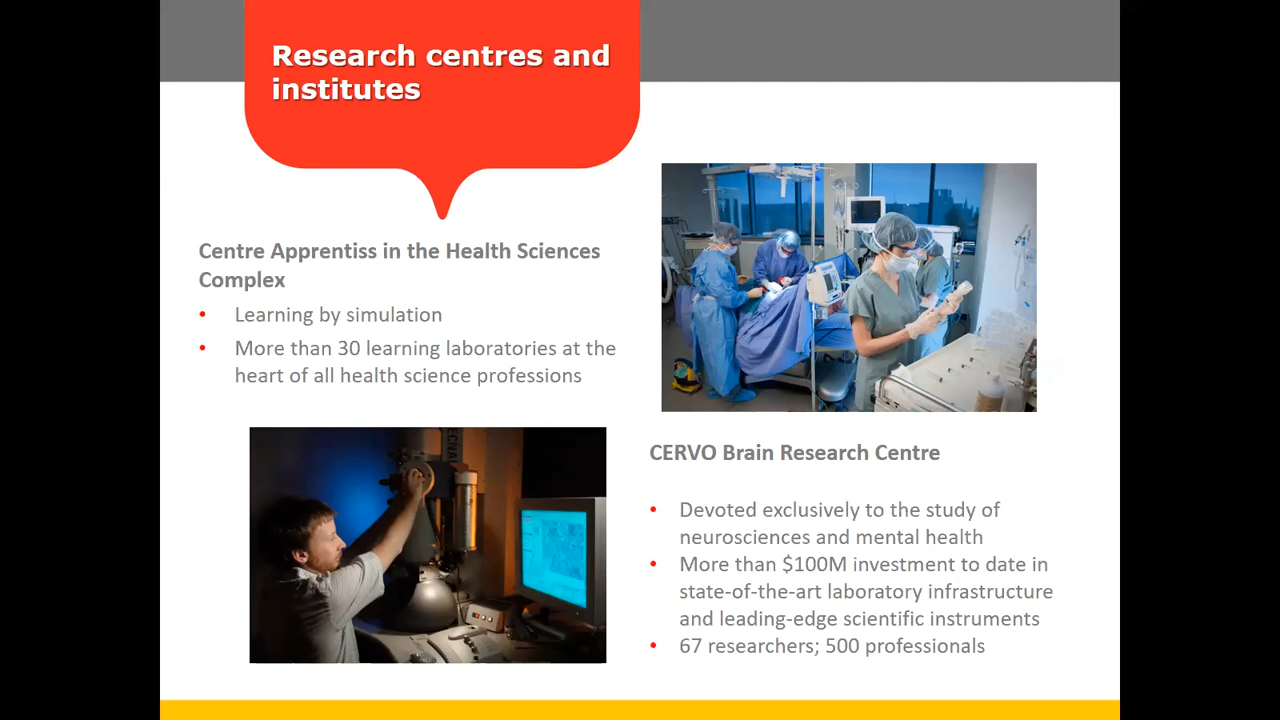 Research centres and
institutes
Centre Apprentiss in the Health Sciences
Complex
• Learning by simulation
• More than 30 learning laboratories at the
heart of all health science professions
CERVO Brain Research Centre
• Devoted exclusively to the study of
neurosciences and mental health
• More than $100M investment to date in
state-of-the-art laboratory infrastructure
and leading-edge scientific instruments
• 67 researchers; 500 professionals